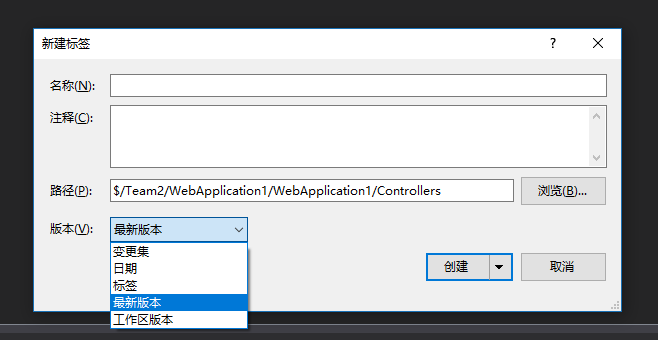 新建标签
名称(N):
注释(C):
路径(P): $/Team2/WebApplication1/WebApplication1/Controllers 浏览(B)...
版本(V): 最新版本
变更集
日期
标签
最新版本
工作区版本
创建 取消